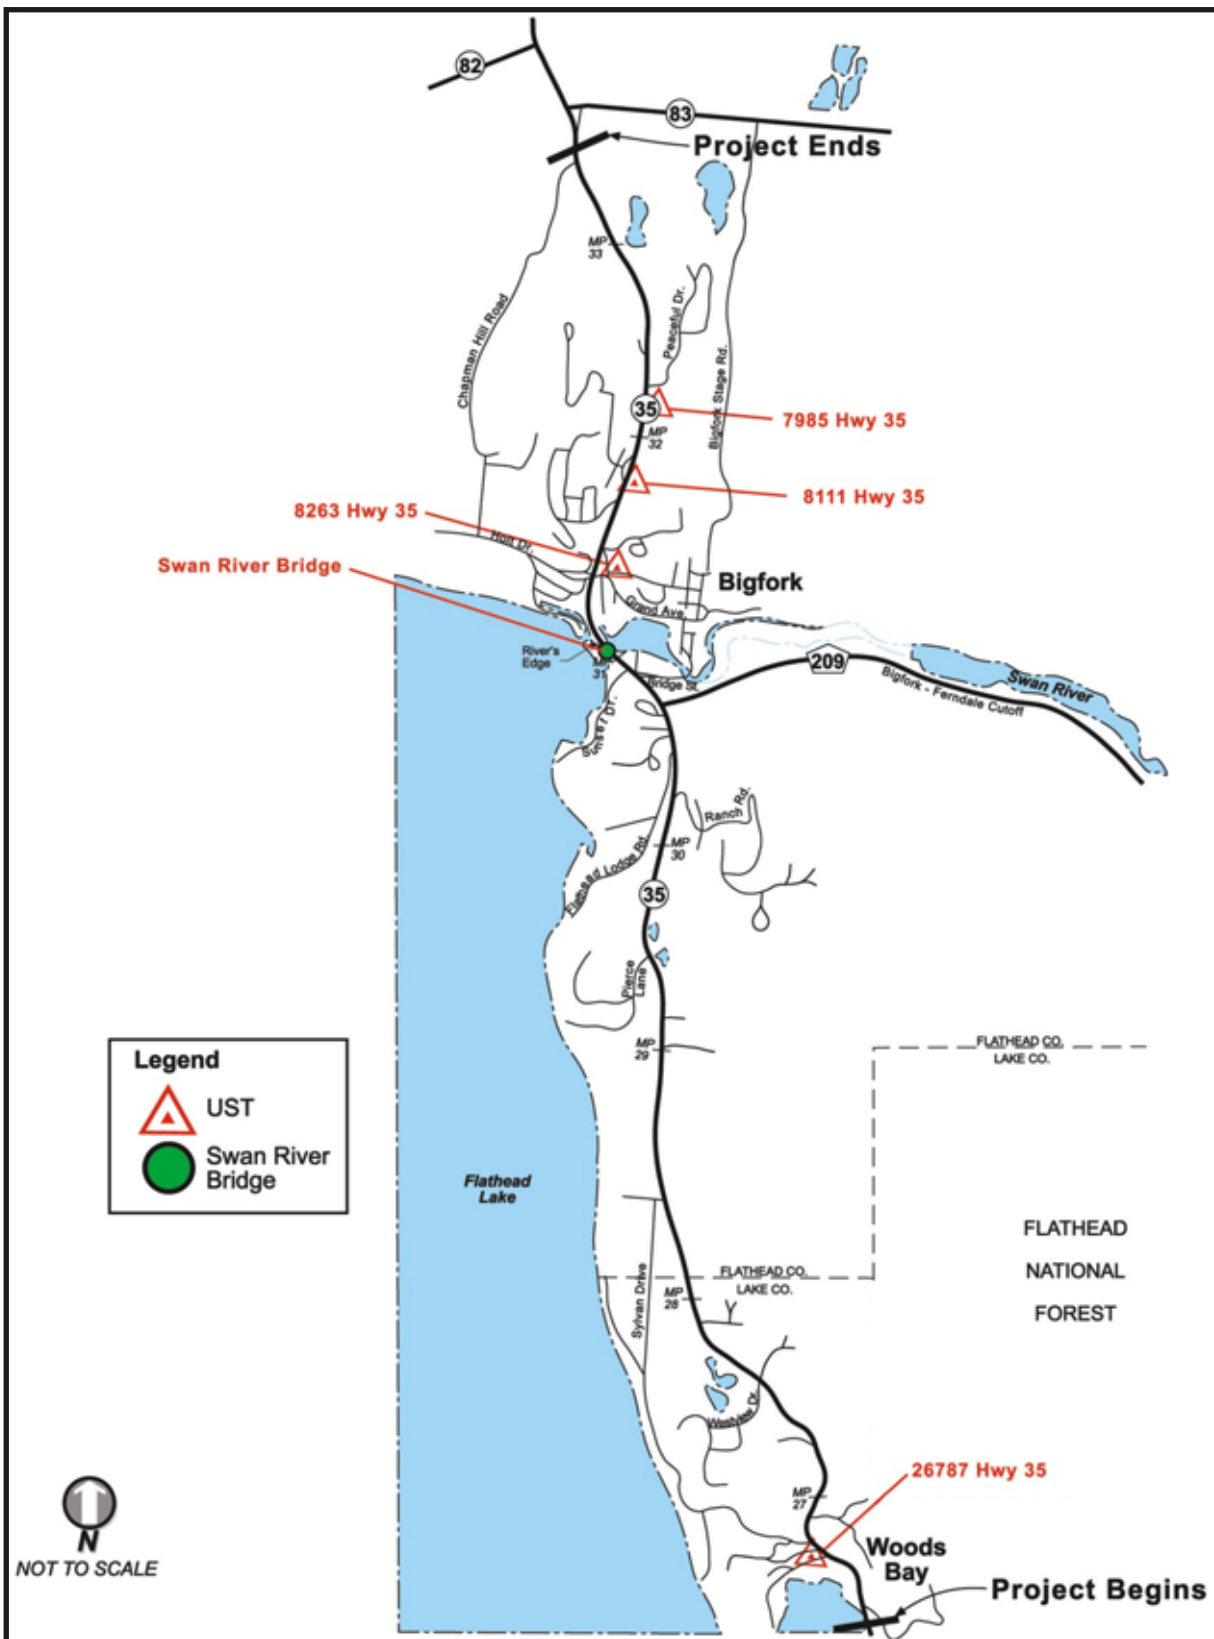 82
83
Project Ends
MP
33
Chapman Hill Road
Peaceful Dr.
Bigfork Stage Rd.
35
7985 Hwy 35
MP
32
8111 Hwy 35
8263 Hwy 35
Holt Dr.
Swan River Bridge
Bigfork
Grand Ave.
River's
Edge
MP
31
Bridge St.
209
Swan River
Bigfork - Ferndale Cutoff
Sunset Dr.
Ranch Rd.
MP
30
Flathead Lodge Rd.
35
Pierce
Lane
MP
29
FLATHEAD CO.
LAKE CO.
Legend
UST
Swan River
Bridge
Flathead
Lake
FLATHEAD
NATIONAL
FOREST
FLATHEAD CO.
LAKE CO.
Sylvan Drive
MP
28
Westview Dr.
26787 Hwy 35
MP
27
Woods
Bay
Project Begins
N
NOT TO SCALE